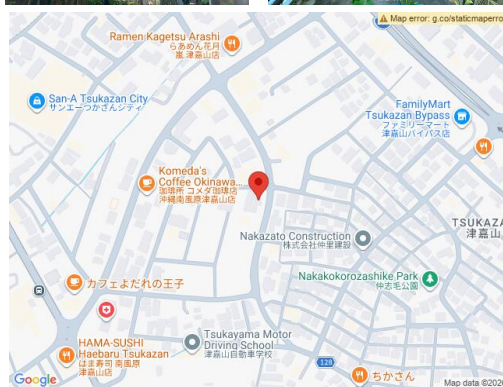 Map error: g.co/staticmaperro
Ramen Kagetsu Arashi
らあめん花月
嵐 津嘉山店
San-A Tsukazan City
サンエーつかざんシティ
FamilyMart
Tsukazan Bypass
ファミリーマート
津嘉山バイパス店
Komeda's
Coffee Okinawa...
珈琲所 コメダ珈琲店
沖縄南風原津嘉山店
TSUKAZA
津嘉山
Nakazato Construction
株式会社仲里建設
Nakakokorozashike Park
仲志毛公園
カフェよだれの王子
Tsukayama Motor
Driving School
津嘉山自動車学校
HAMA-SUSHI
Haebaru Tsukazan
はま寿司 南風原
津嘉山店
128
ちかさん
Google
Map data ©202